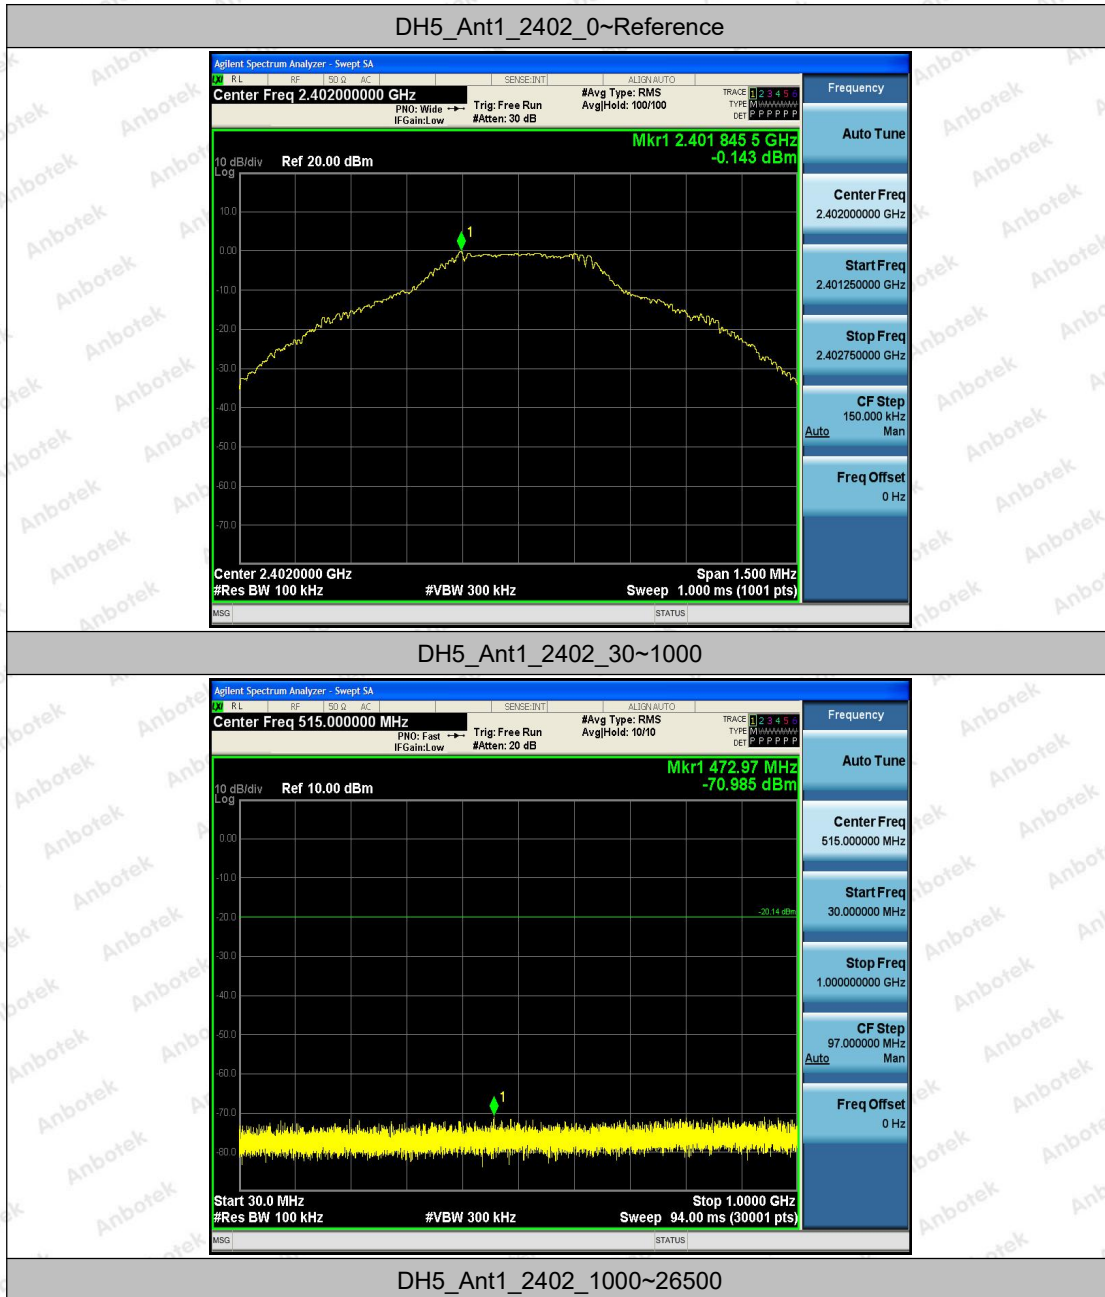 DH5_Ant1_2402_0~Reference
Agilent Spectrum Analyzer - Swept SA
LXI RL RF 50 Ω AC SENSE:INT ALIGNAUTO
Center Freq 2.402000000 GHz
PNO: Wide
IFGain:Low
Trig: Free Run
#Atten: 30 dB
#Avg Type: RMS
Avg|Hold: 100/100
TRACE 1 2 3 4 5 6
TYPE M
DET P P P P P P
Mkr1 2.401 845 5 GHz
-0.143 dBm
10 dB/div Ref 20.00 dBm
Log
10.0
1
0.00
-10.0
-20.0
-30.0
-40.0
-50.0
-60.0
-70.0
Center 2.4020000 GHz Span 1.500 MHz
#Res BW 100 kHz #VBW 300 kHz Sweep 1.000 ms (1001 pts)
MSG STATUS
Frequency
Auto Tune
Center Freq
2.402000000 GHz
Start Freq
2.401250000 GHz
Stop Freq
2.402750000 GHz
CF Step
150.000 kHz
Auto Man
Freq Offset
0 Hz
DH5_Ant1_2402_30~1000
Agilent Spectrum Analyzer - Swept SA
LXI RL RF 50 Ω AC SENSE:INT ALIGNAUTO
Center Freq 515.000000 MHz
PNO: Fast
IFGain:Low
Trig: Free Run
#Atten: 20 dB
#Avg Type: RMS
Avg|Hold: 10/10
TRACE 1 2 3 4 5 6
TYPE M
DET P P P P P P
Mkr1 472.97 MHz
-70.985 dBm
10 dB/div Ref 10.00 dBm
Log
0.00
-10.0
-20.0
-20.14 dBm
-30.0
-40.0
-50.0
-60.0
1
-70.0
-80.0
Start 30.0 MHz Stop 1.0000 GHz
#Res BW 100 kHz #VBW 300 kHz Sweep 94.00 ms (30001 pts)
MSG STATUS
Frequency
Auto Tune
Center Freq
515.000000 MHz
Start Freq
30.000000 MHz
Stop Freq
1.000000000 GHz
CF Step
97.000000 MHz
Auto Man
Freq Offset
0 Hz
DH5_Ant1_2402_1000~26500
Anbotek